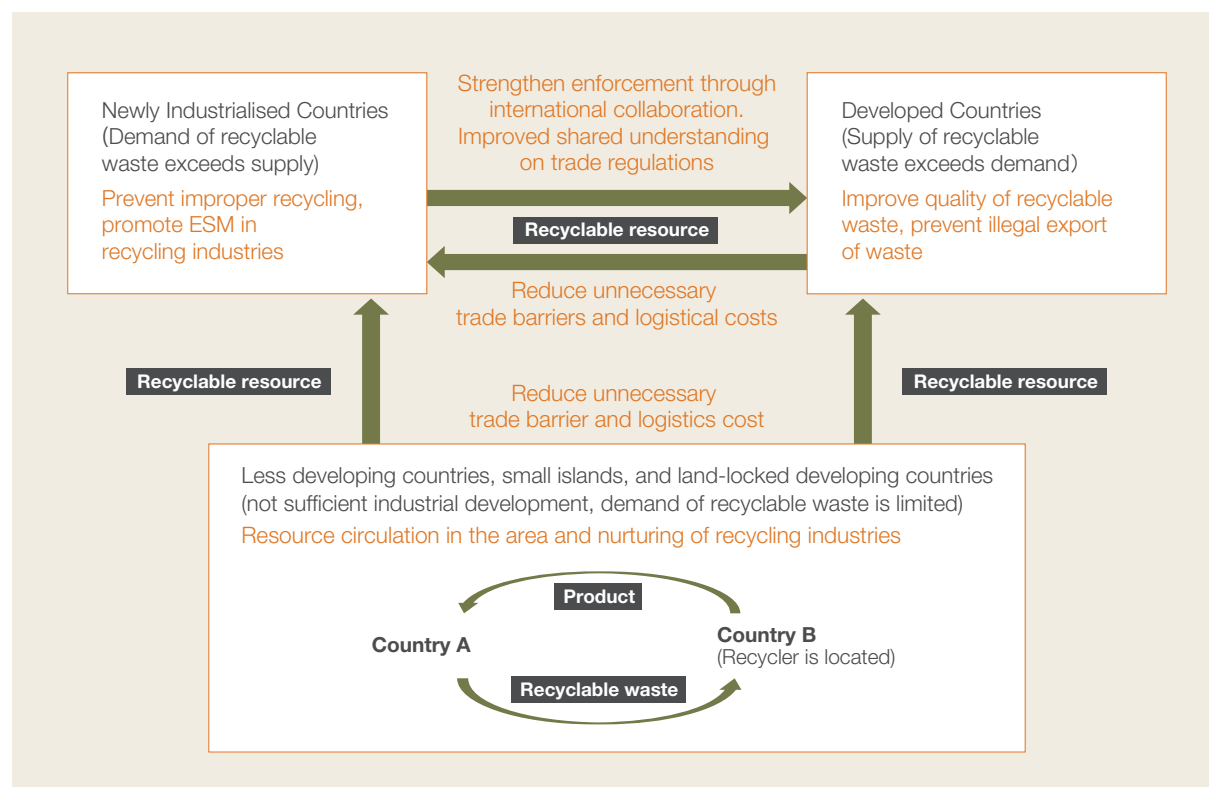 Newly Industrialised Countries
(Demand of recyclable
waste exceeds supply)
Prevent improper recycling,
promote ESM in
recycling industries
Strengthen enforcement through
international collaboration.
Improved shared understanding
on trade regulations
Recyclable resource
Reduce unnecessary
trade barriers and logistical costs
Developed Countries
(Supply of recyclable
waste exceeds demand)
Improve quality of recyclable
waste, prevent illegal export
of waste
Recyclable resource
Reduce unnecessary
trade barrier and logistics cost
Recyclable resource
Less developing countries, small islands, and land-locked developing countries
(not sufficient industrial development, demand of recyclable waste is limited)
Resource circulation in the area and nurturing of recycling industries
Product
Country A
Country B
(Recycler is located)
Recyclable waste